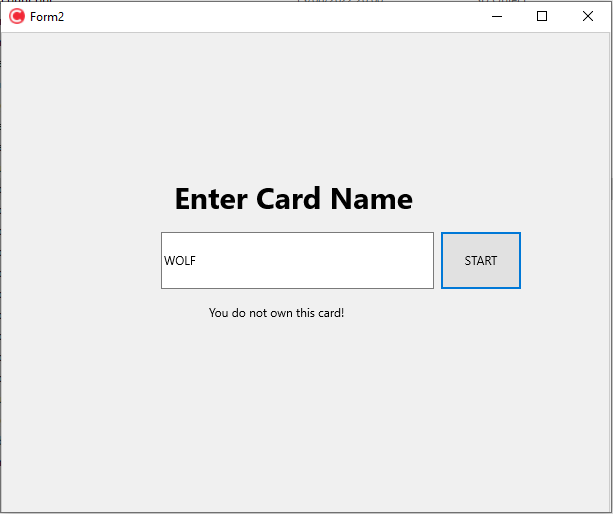 Form2
Enter Card Name
WOLF
START
You do not own this card!